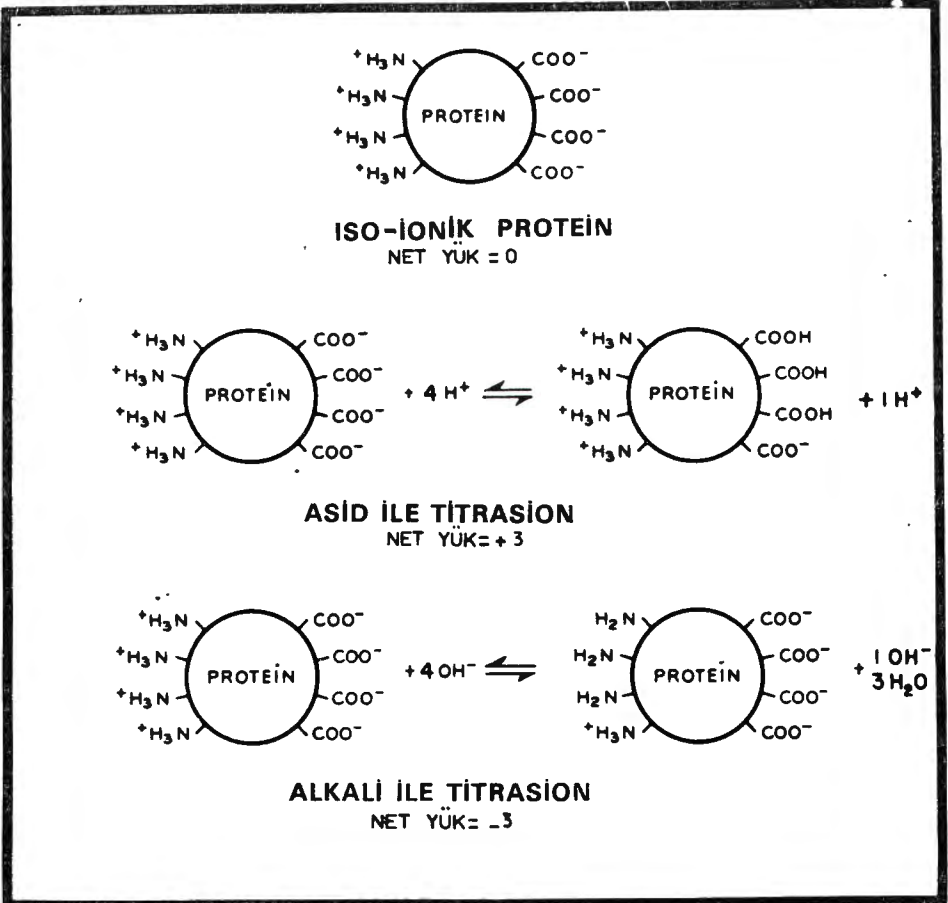 ⁺H₃N COO⁻
⁺H₃N COO⁻
PROTEIN
⁺H₃N COO⁻
⁺H₃N COO⁻
ISO-İONİK PROTEİN
NET YÜK = 0
⁺H₃N COO⁻ ⁺H₃N COOH
⁺H₃N COO⁻ ⁺H₃N COOH
PROTEİN + 4 H⁺ ⇌ PROTEİN + 1 H⁺
⁺H₃N COO⁻ ⁺H₃N COOH
⁺H₃N COO⁻ ⁺H₃N COO⁻
ASİD İLE TİTRASİON
NET YÜK= + 3
⁺H₃N COO⁻ H₂N COO⁻
⁺H₃N COO⁻ H₂N COO⁻
PROTEİN + 4 OH⁻ ⇌ PROTEİN + 1 OH⁻
3 H₂O
⁺H₃N COO⁻ H₂N COO⁻
⁺H₃N COO⁻ ⁺H₃N COO⁻
ALKALİ İLE TİTRASİON
NET YÜK= -3